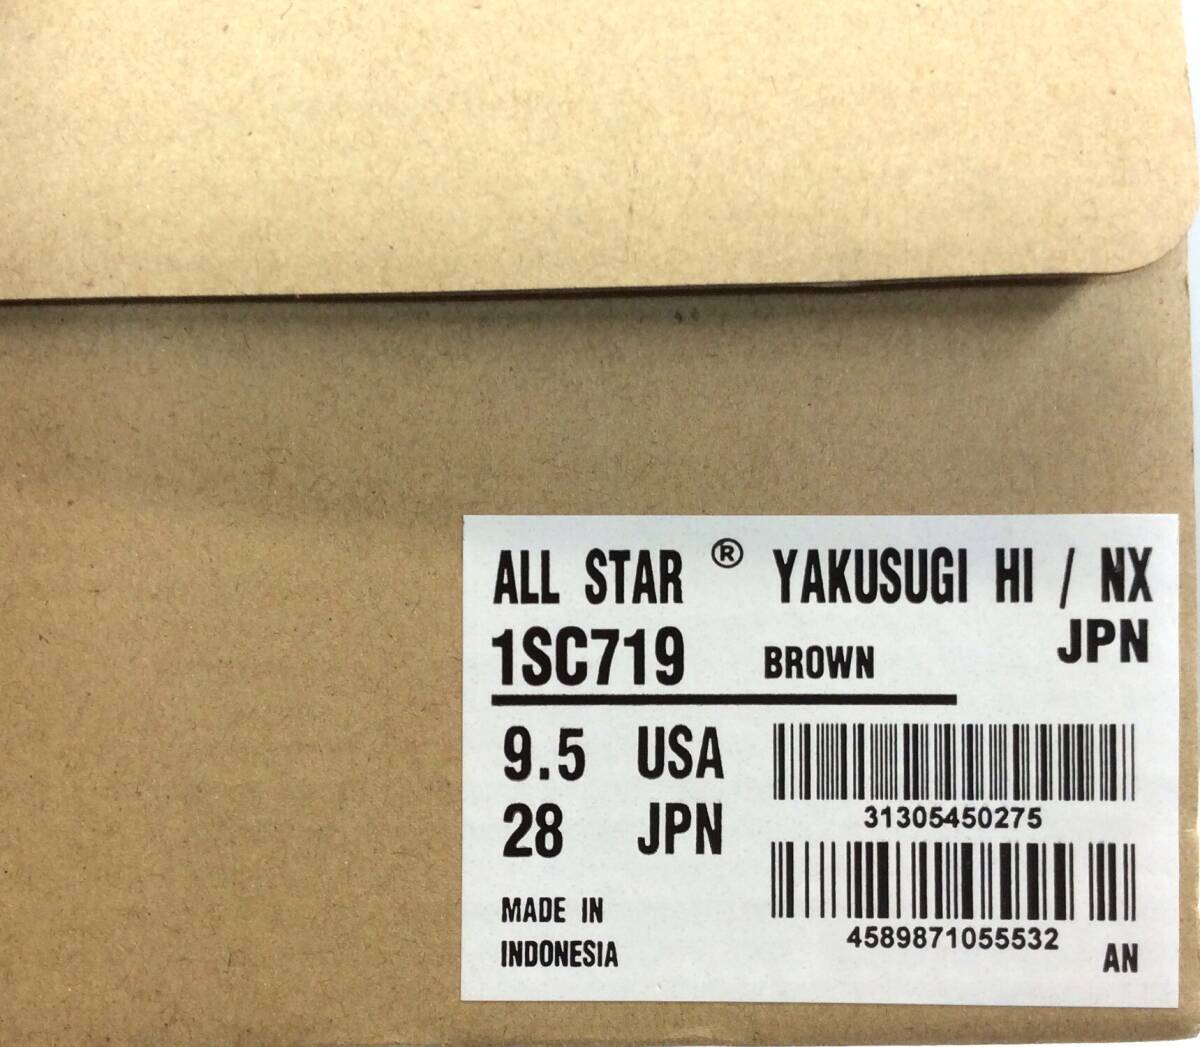 ALL STAR ® YAKUSUGI HI / NX
1SC719 BROWN JPN
9.5 USA
28 JPN
31305450275
4589871055532
MADE IN
INDONESIA
AN